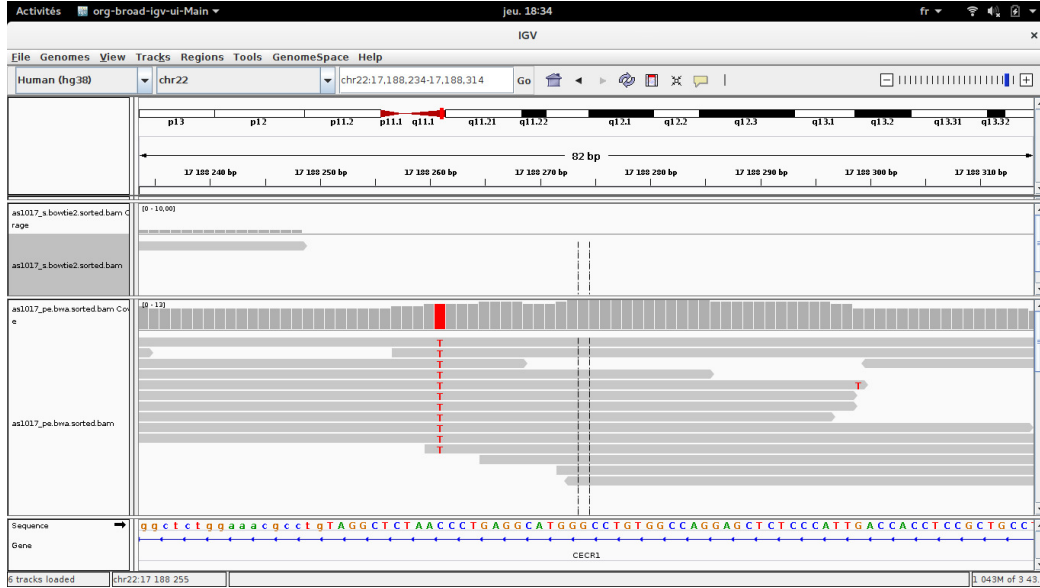 Activités org-broad-igv-ui-Main jeu. 18:34 fr
IGV
File Genomes View Tracks Regions Tools GenomeSpace Help
Human (hg38) chr22 chr22:17,188,234-17,188,314 Go
p13 p12 p11.2 p11.1 q11.1 q11.21 q11.22 q12.1 q12.2 q12.3 q13.1 q13.2 q13.31 q13.32
82 bp
17 188 240 bp 17 188 250 bp 17 188 260 bp 17 188 270 bp 17 188 280 bp 17 188 290 bp 17 188 300 bp 17 188 310 bp
as1017_s.bowtie2.sorted.bam C
rage
[0 - 10,00]
as1017_s.bowtie2.sorted.bam
as1017_pe.bwa.sorted.bam Cov
e
[0 - 13]
T
T
T
T
T T
T
T
T
T
T
T
as1017_pe.bwa.sorted.bam
Sequence g g c t c t g g a a a c g c c t g T A G G C T C T A A C C C T G A G G C A T G G G C C T G T G G C C A G G A G C T C T C C C A T T G A C C A C C T C C G C T G C C
Gene
CECR1
6 tracks loaded chr22:17 188 255 1 043M of 3 43